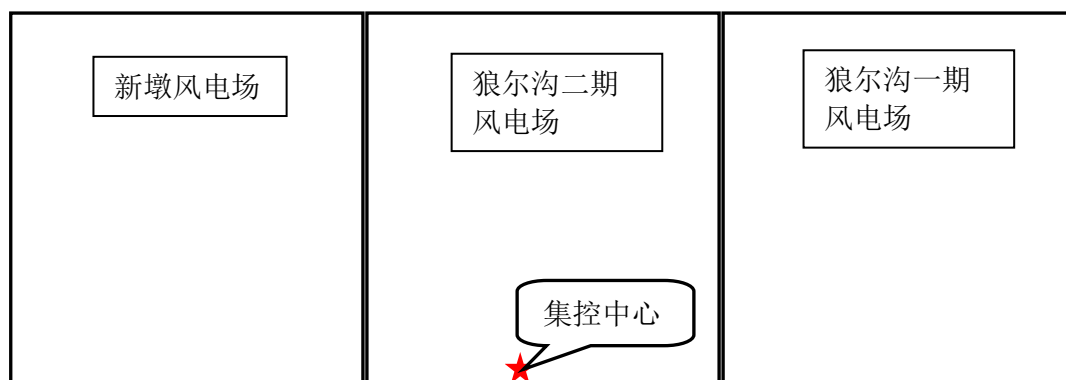 新墩风电场
狼尔沟二期
风电场
狼尔沟一期
风电场
集控中心